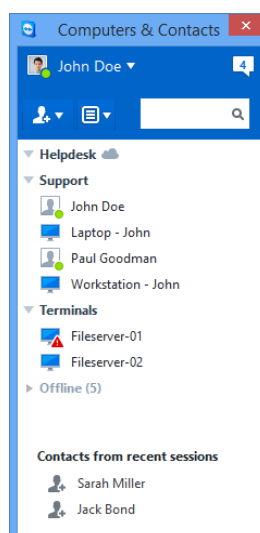 Computers & Contacts
John Doe
4
Helpdesk
Support
John Doe
Laptop - John
Paul Goodman
Workstation - John
Terminals
Fileserver-01
Fileserver-02
Offline (5)
Contacts from recent sessions
Sarah Miller
Jack Bond